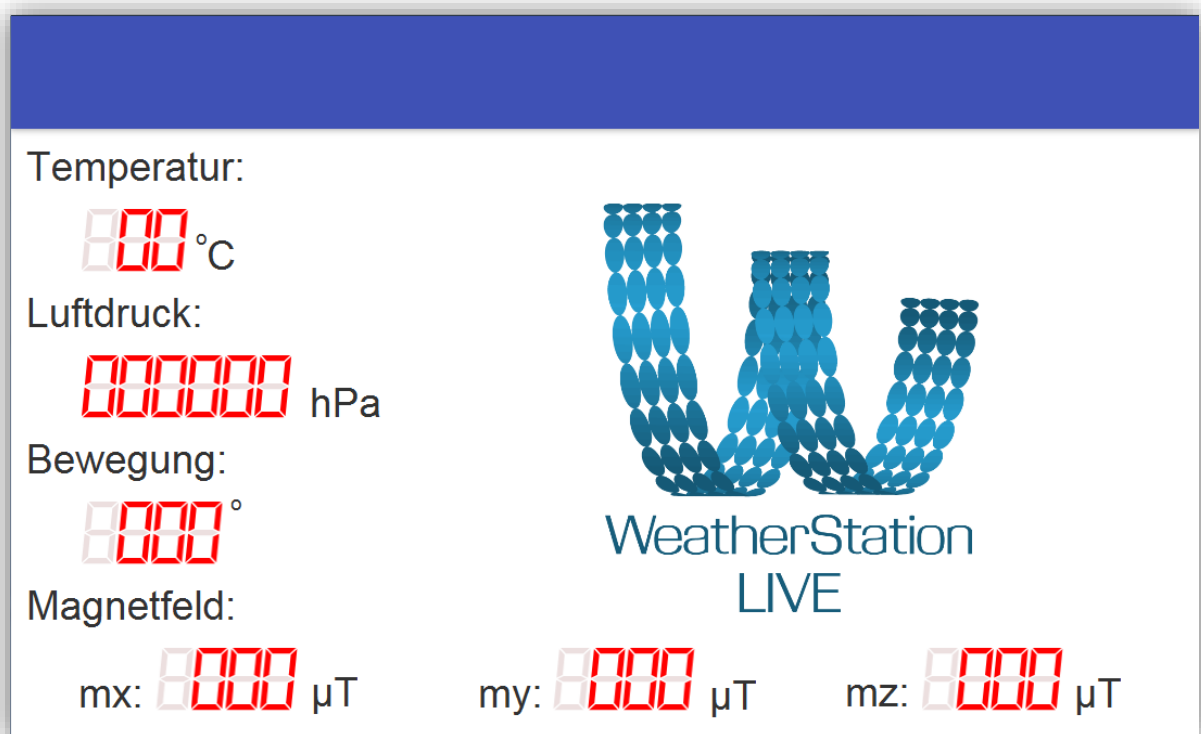 Temperatur:
00 °C
Luftdruck:
000000 hPa
Bewegung:
000 °
Magnetfeld:
mx: 000 µT my: 000 µT mz: 000 µT
WeatherStation
LIVE